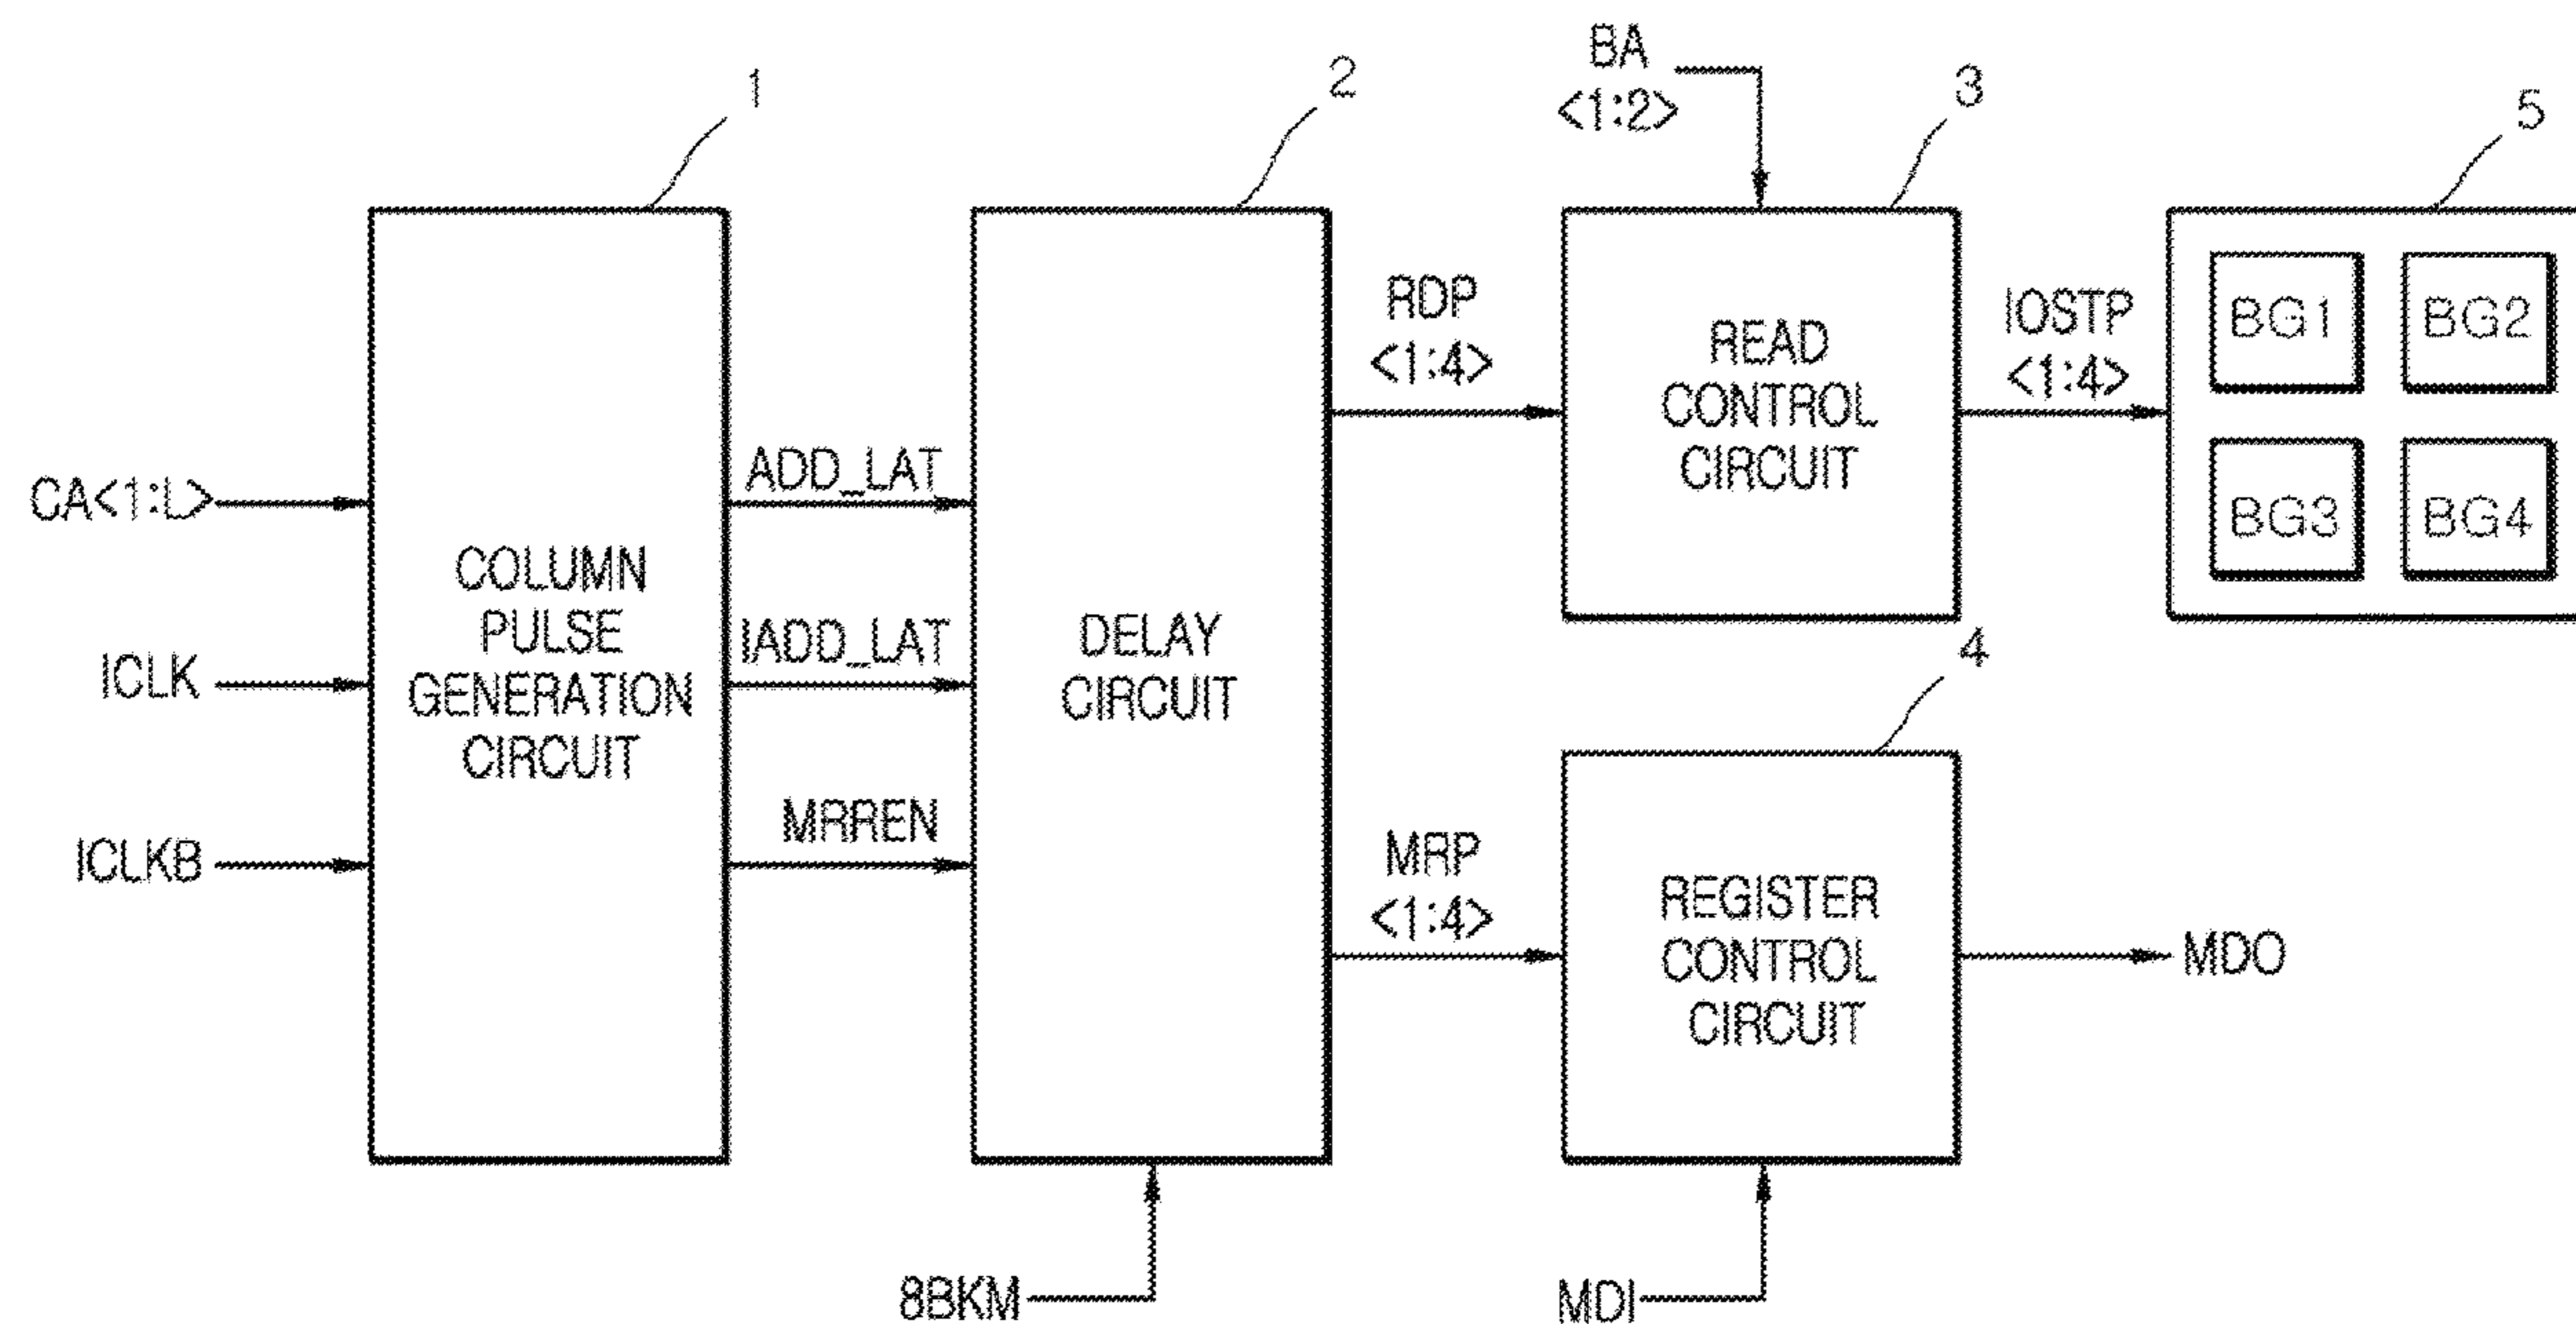 1
2
BA
<1:2>
3
5
CA<1:L>
ICLK
ICLKB
COLUMN
PULSE
GENERATION
CIRCUIT
ADD_LAT
IADD_LAT
MRREN
DELAY
CIRCUIT
8BKM
RDP
<1:4>
READ
CONTROL
CIRCUIT
IOSTP
<1:4>
BG1
BG2
BG3
BG4
4
MRP
<1:4>
REGISTER
CONTROL
CIRCUIT
MDO
MDI